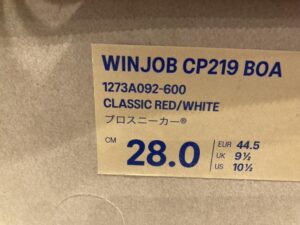 WINJOB CP219 BOA
1273A092-600
CLASSIC RED/WHITE
プロスニーカー®
CM 28.0
EUR 44.5
UK 9½
US 10½